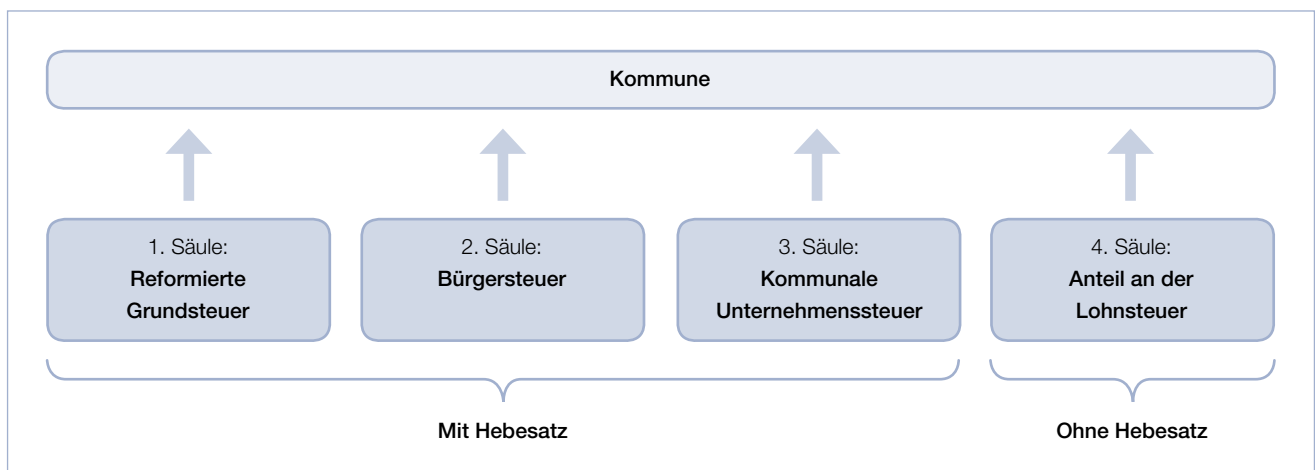 Kommune
1. Säule:
Reformierte
Grundsteuer
2. Säule:
Bürgersteuer
3. Säule:
Kommunale
Unternehmenssteuer
4. Säule:
Anteil an der
Lohnsteuer
Mit Hebesatz
Ohne Hebesatz